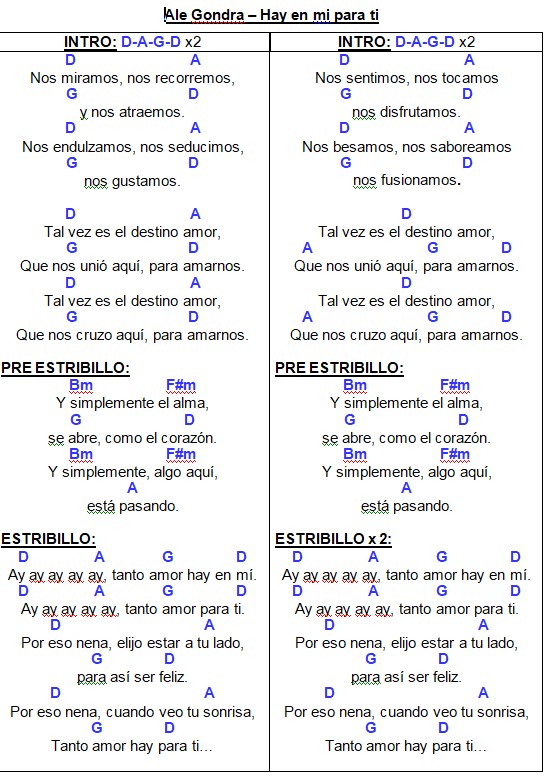 Ale Gondra – Hay en mi para ti
INTRO: D-A-G-D x2
D A
Nos miramos, nos recorremos,
G D
y nos atraemos.
D A
Nos endulzamos, nos seducimos,
G D
nos gustamos.
D A
Tal vez es el destino amor,
G D
Que nos unió aquí, para amarnos.
D A
Tal vez es el destino amor,
G D
Que nos cruzo aquí, para amarnos.
PRE ESTRIBILLO:
Bm F#m
Y simplemente el alma,
G D
se abre, como el corazón.
Bm F#m
Y simplemente, algo aquí,
A
está pasando.
ESTRIBILLO:
D A G D
Ay ay ay ay ay, tanto amor hay en mí.
D A G D
Ay ay ay ay ay, tanto amor para ti.
D A
Por eso nena, elijo estar a tu lado,
G D
para así ser feliz.
D A
Por eso nena, cuando veo tu sonrisa,
G D
Tanto amor hay para ti…
INTRO: D-A-G-D x2
D A
Nos sentimos, nos tocamos
G D
nos disfrutamos.
D A
Nos besamos, nos saboreamos
G D
nos fusionamos.
D
Tal vez es el destino amor,
A G D
Que nos unió aquí, para amarnos.
D
Tal vez es el destino amor,
A G D
Que nos cruzo aquí, para amarnos.
PRE ESTRIBILLO:
Bm F#m
Y simplemente el alma,
G D
se abre, como el corazón.
Bm F#m
Y simplemente, algo aquí,
A
está pasando.
ESTRIBILLO x 2:
D A G D
Ay ay ay ay ay, tanto amor hay en mí.
D A G D
Ay ay ay ay ay, tanto amor para ti.
D A
Por eso nena, elijo estar a tu lado,
G D
para así ser feliz.
D A
Por eso nena, cuando veo tu sonrisa,
G D
Tanto amor hay para ti…